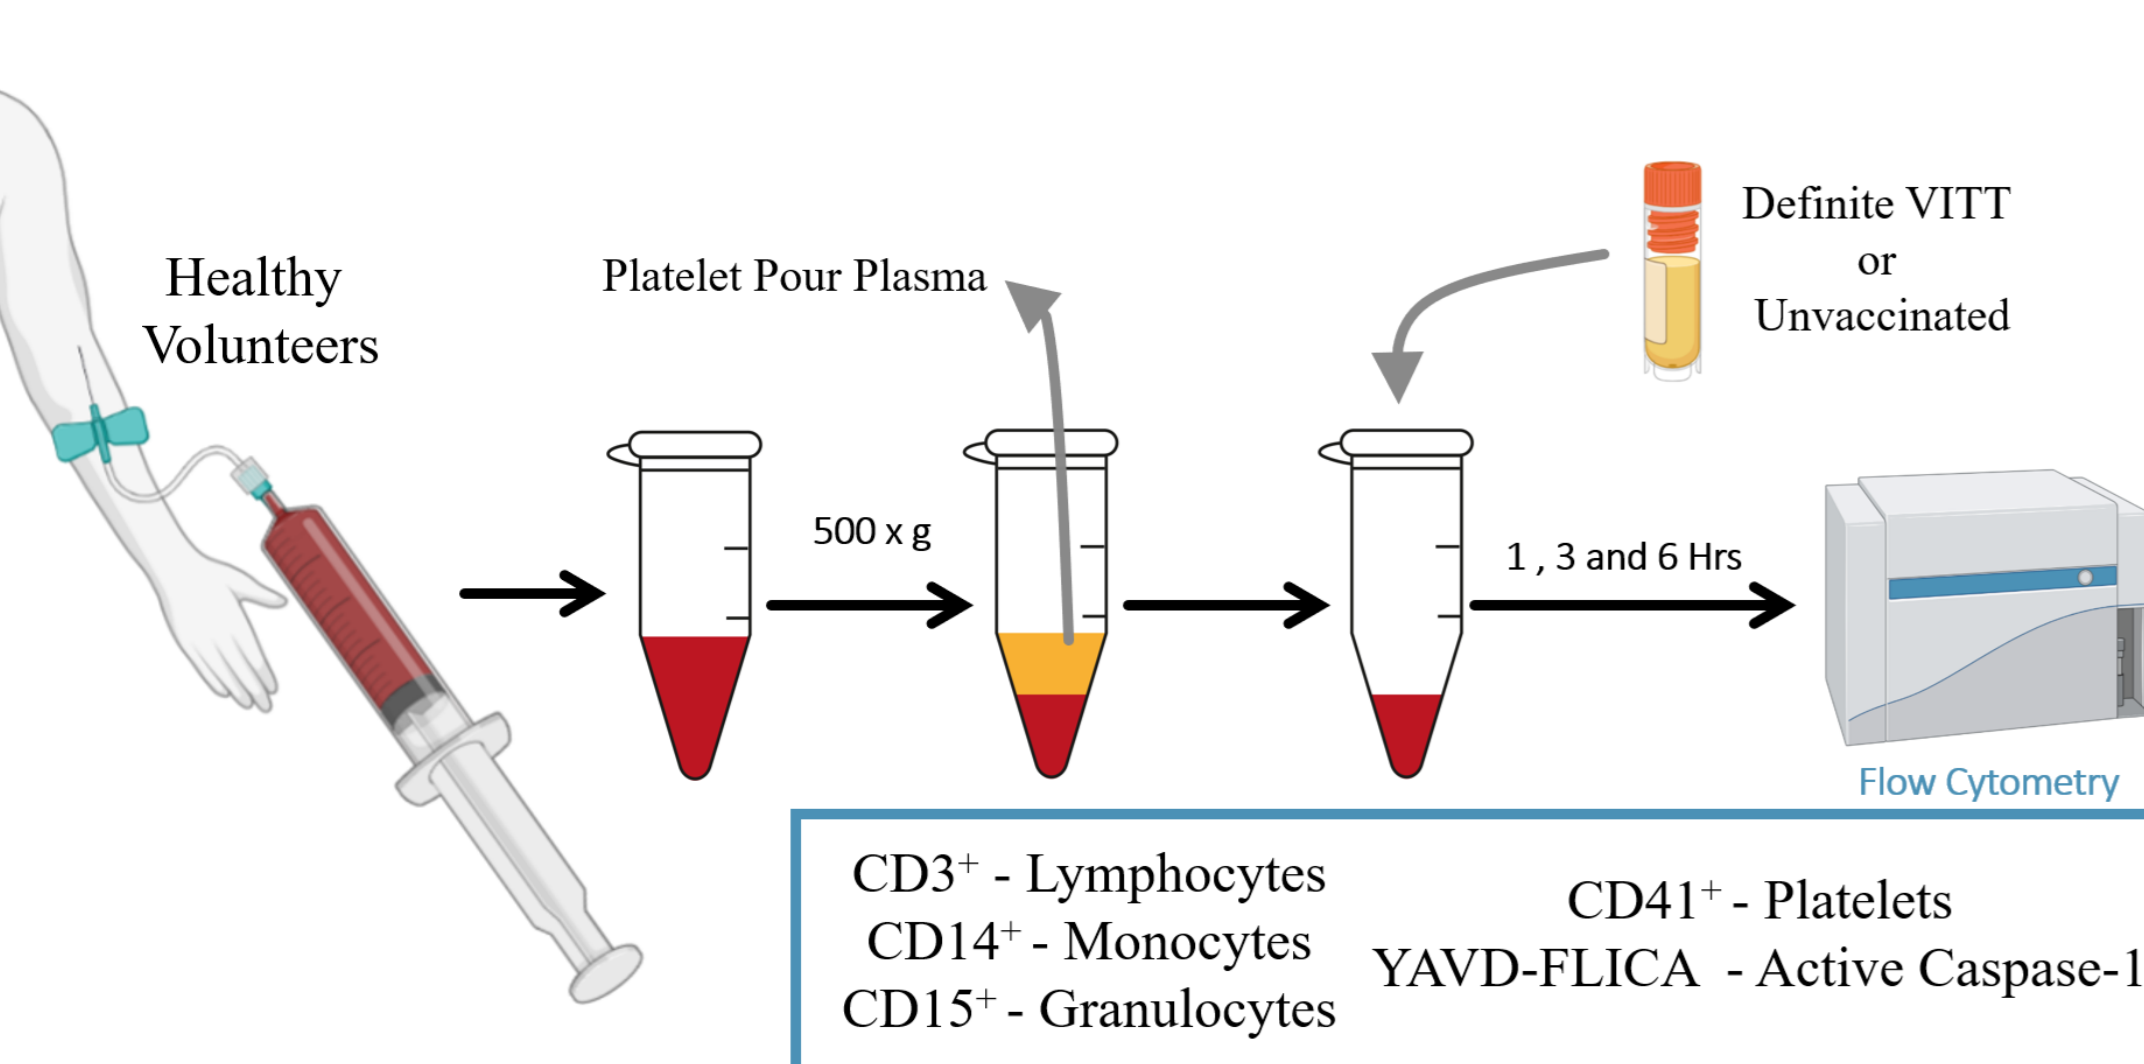 Healthy
Volunteers
Platelet Pour Plasma
Definite VITT
or
Unvaccinated
500 x g
1 , 3 and 6 Hrs
Flow Cytometry
CD3⁺ - Lymphocytes
CD14⁺ - Monocytes
CD15⁺ - Granulocytes
CD41⁺ - Platelets
YAVD-FLICA - Active Caspase-1